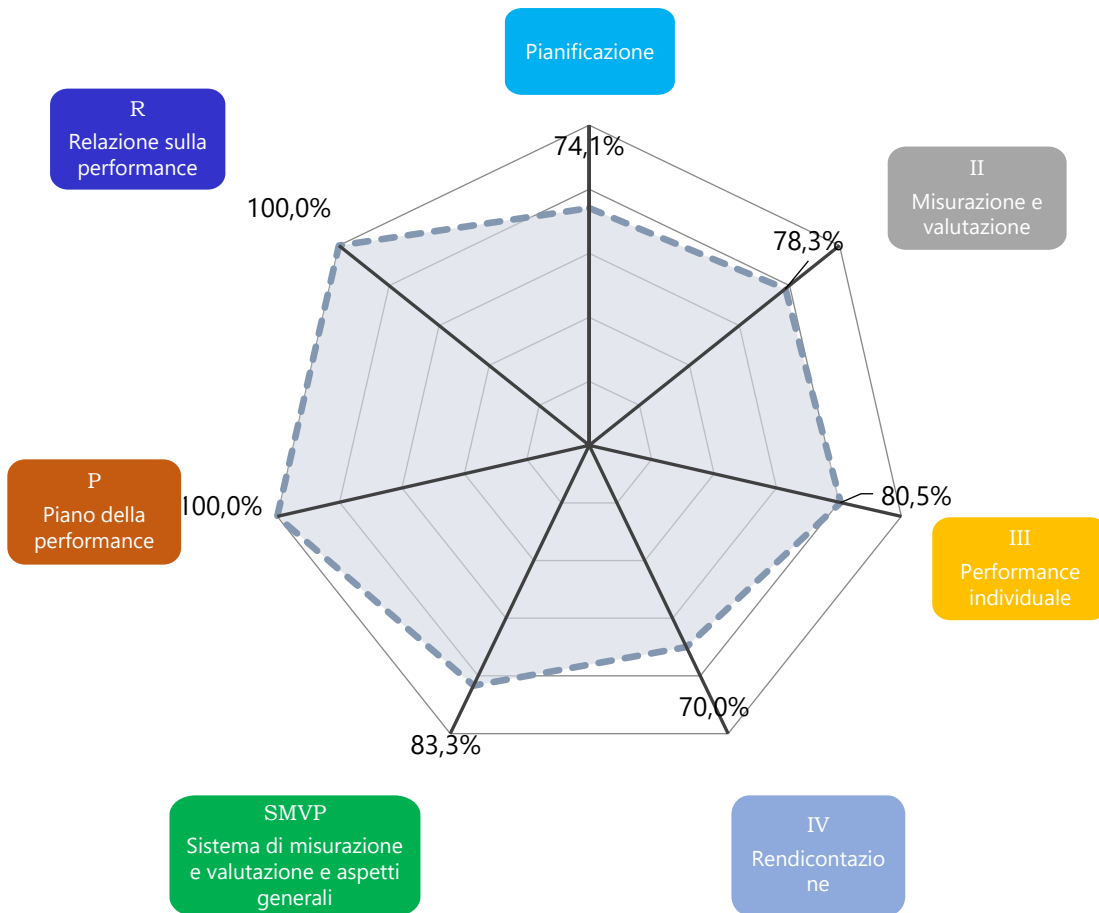 Pianificazione
74,1%
R
Relazione sulla
performance
100,0%
II
Misurazione e
valutazione
78,3%
P
Piano della
performance
100,0%
80,5%
III
Performance
individuale
70,0%
83,3%
SMVP
Sistema di misurazione
e valutazione e aspetti
generali
IV
Rendicontazio
ne